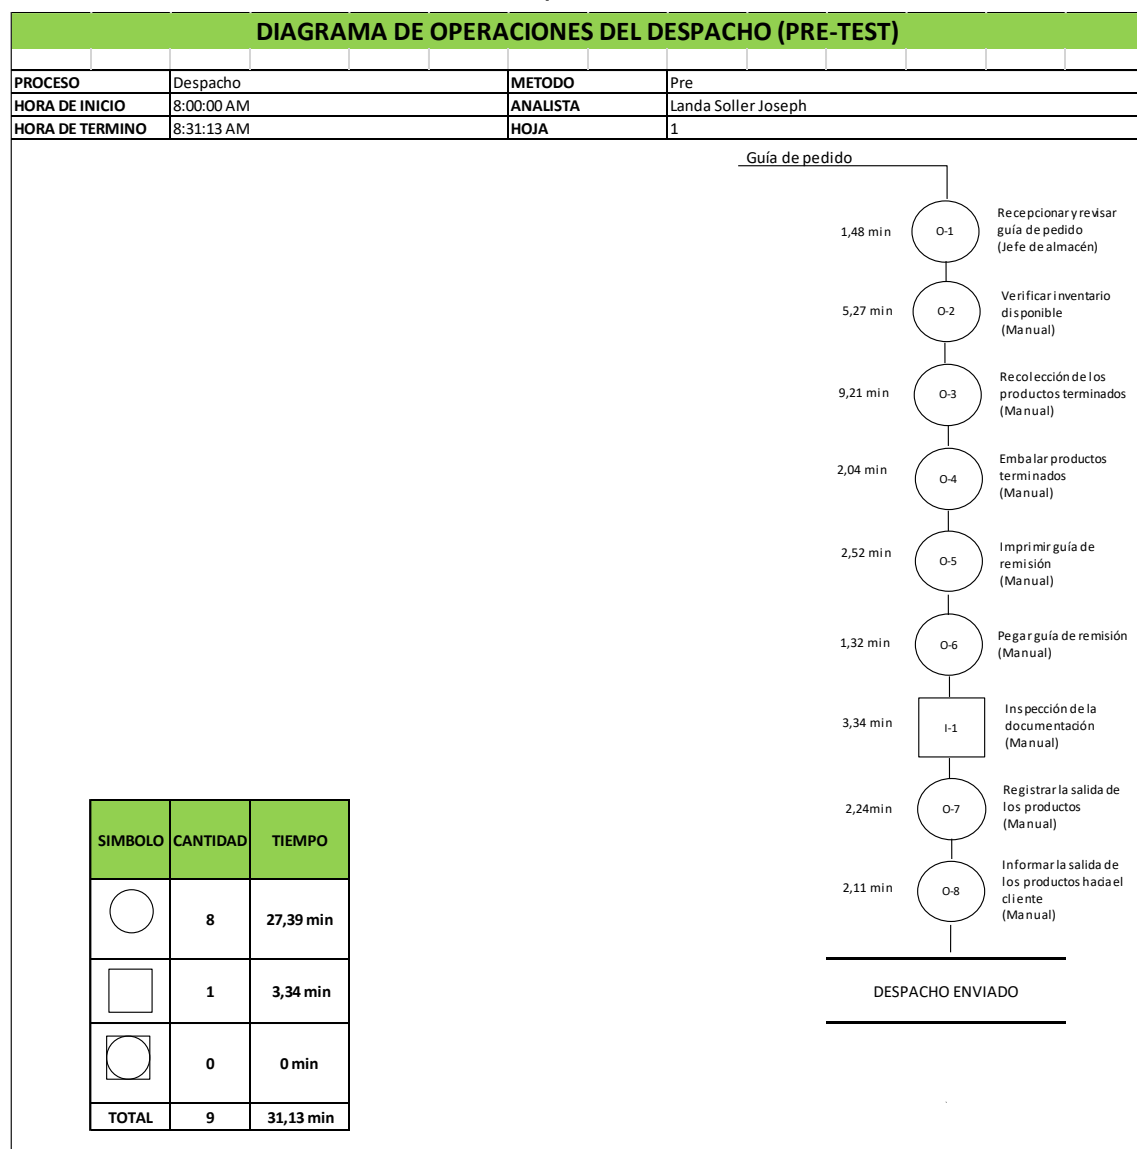 DIAGRAMA DE OPERACIONES DEL DESPACHO (PRE-TEST)
PROCESO Despacho METODO Pre
HORA DE INICIO 8:00:00 AM ANALISTA Landa Soller Joseph
HORA DE TERMINO 8:31:13 AM HOJA 1
Guía de pedido
1,48 min O-1 Recepcionar y revisar
guía de pedido
(Jefe de almacén)
5,27 min O-2 Verificar inventario
disponible
(Manual)
9,21 min O-3 Recolección de los
productos terminados
(Manual)
2,04 min O-4 Embalar productos
terminados
(Manual)
2,52 min O-5 Imprimir guía de
remisión
(Manual)
1,32 min O-6 Pegar guía de remisión
(Manual)
3,34 min I-1 Inspección de la
documentación
(Manual)
2,24min O-7 Registrar la salida de
los productos
(Manual)
2,11 min O-8 Informar la salida de
los productos hacia el
cliente
(Manual)
DESPACHO ENVIADO
SIMBOLO CANTIDAD TIEMPO
8 27,39 min
1 3,34 min
0 0 min
TOTAL 9 31,13 min